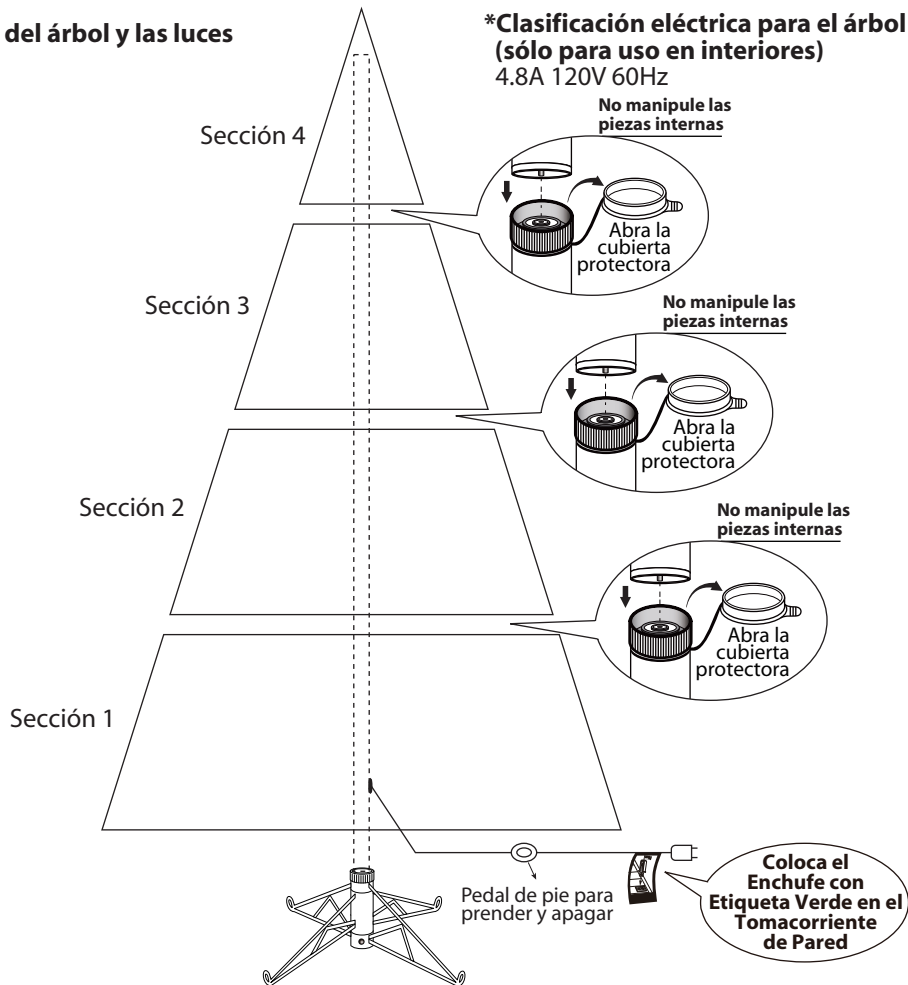 del árbol y las luces
*Clasificación eléctrica para el árbol
(sólo para uso en interiores)
4.8A 120V 60Hz
No manipule las
piezas internas
Sección 4
Abra la
cubierta
protectora
Sección 3
No manipule las
piezas internas
Abra la
cubierta
protectora
Sección 2
No manipule las
piezas internas
Abra la
cubierta
protectora
Sección 1
Pedal de pie para
prender y apagar
Coloca el
Enchufe con
Etiqueta Verde en el
Tomacorriente
de Pared